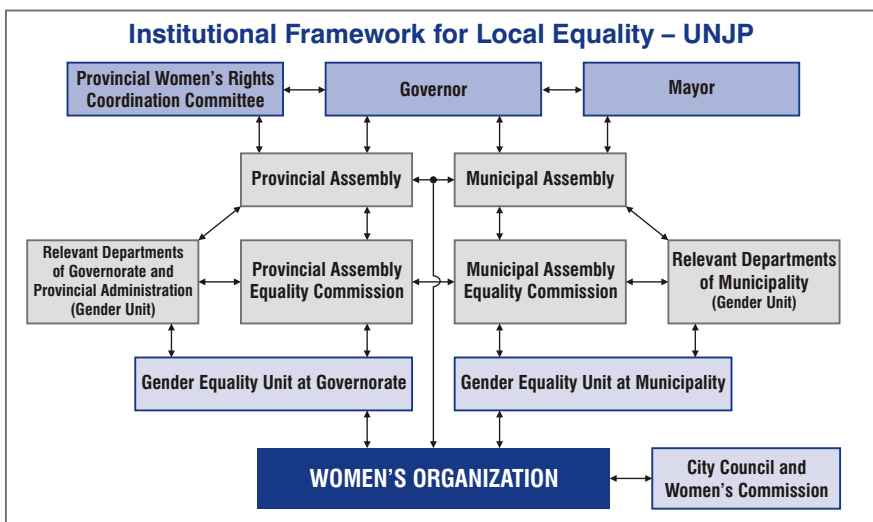 Institutional Framework for Local Equality – UNJP
Provincial Women's Rights
Coordination Committee
Governor
Mayor
Provincial Assembly
Municipal Assembly
Relevant Departments
of Governorate and
Provincial Administration
(Gender Unit)
Provincial Assembly
Equality Commission
Municipal Assembly
Equality Commission
Relevant Departments
of Municipality
(Gender Unit)
Gender Equality Unit at Governorate
Gender Equality Unit at Municipality
WOMEN'S ORGANIZATION
City Council and
Women's Commission